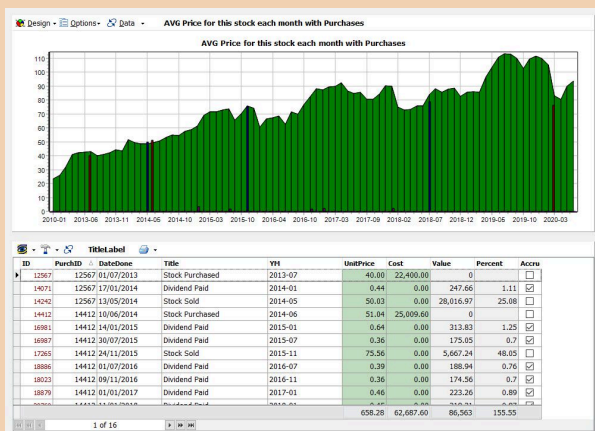 Design Options Data AVG Price for this stock each month with Purchases
AVG Price for this stock each month with Purchases
110
100
90
80
70
60
50
40
30
20
10
0
2010-01 2013-06 2013-11 2014-05 2014-10 2015-01 2015-06 2015-11 2016-05 2016-10 2017-03 2017-09 2018-02 2018-07 2018-12 2019-05 2019-10 2020-03
TitleLabel
ID PurchID DateDone Title YM UnitPrice Cost Value Percent Accru
12567 12567 01/07/2013 Stock Purchased 2013-07 40.00 22,400.00 0
14071 12567 17/01/2014 Dividend Paid 2014-01 0.44 0.00 247.66 1.11
14242 12567 13/05/2014 Stock Sold 2014-05 50.03 0.00 28,016.97 25.08
14412 14412 10/06/2014 Stock Purchased 2014-06 51.04 25,009.60 0
16981 14412 14/01/2015 Dividend Paid 2015-01 0.64 0.00 313.83 1.25
16987 14412 30/07/2015 Dividend Paid 2015-07 0.36 0.00 175.05 0.7
17265 14412 24/11/2015 Stock Sold 2015-11 75.56 0.00 5,667.24 48.05
18886 14412 01/07/2016 Dividend Paid 2016-07 0.39 0.00 188.94 0.76
18023 14412 09/11/2016 Dividend Paid 2016-11 0.36 0.00 174.56 0.7
18879 14412 01/01/2017 Dividend Paid 2017-01 0.46 0.00 223.26 0.89
658.28 62,687.60 86,563 155.55
1 of 16